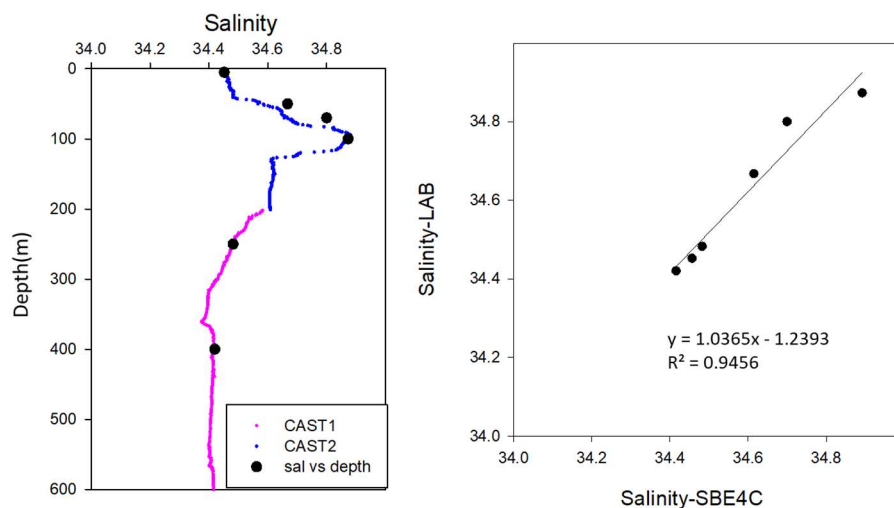 Salinity
34.0 34.2 34.4 34.6 34.8
0
100
200
300
400
500
600
Depth(m)
CAST1
CAST2
sal vs depth
34.8
34.6
34.4
34.2
34.0
Salinity-LAB
y = 1.0365x - 1.2393
R² = 0.9456
34.0 34.2 34.4 34.6 34.8
Salinity-SBE4C